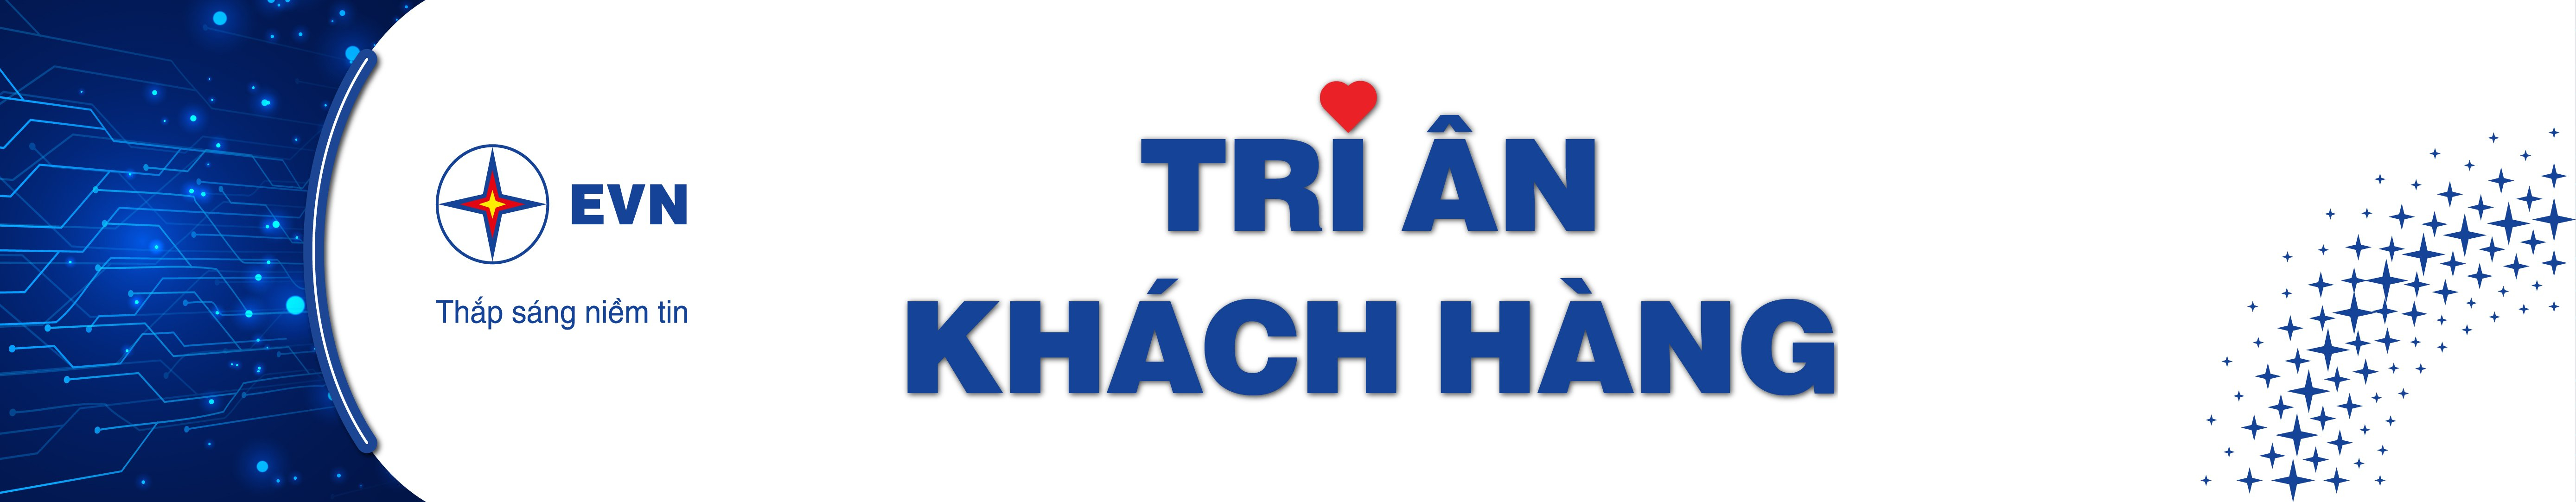 EVN
Thắp sáng niềm tin
TRI ÂN
KHÁCH HÀNG